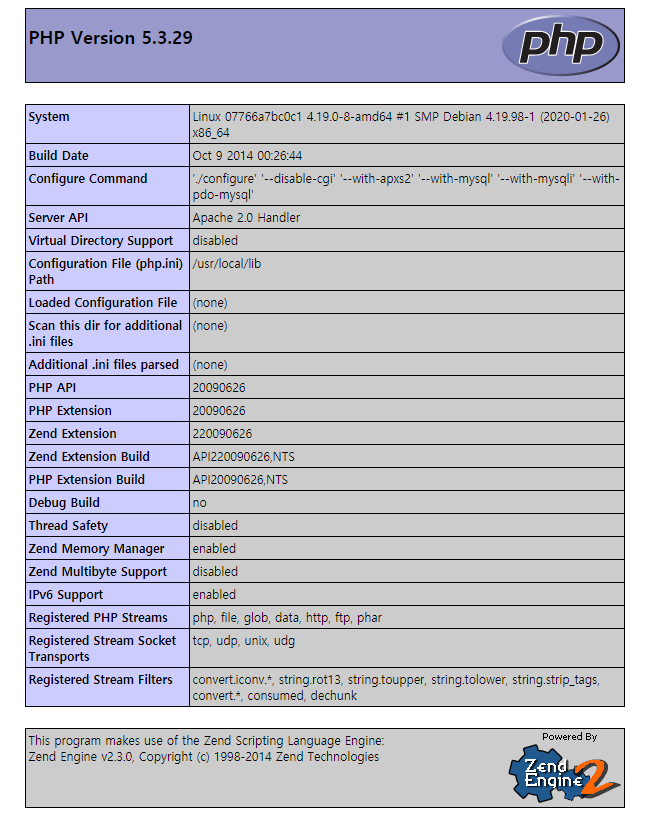 PHP Version 5.3.29
php
System
Linux 07766a7bc0c1 4.19.0-8-amd64 #1 SMP Debian 4.19.98-1 (2020-01-26)
x86_64
Build Date
Oct 9 2014 00:26:44
Configure Command
'./configure' '--disable-cgi' '--with-apxs2' '--with-mysql' '--with-mysqli' '--with-
pdo-mysql'
Server API
Apache 2.0 Handler
Virtual Directory Support
disabled
Configuration File (php.ini)
Path
/usr/local/lib
Loaded Configuration File
(none)
Scan this dir for additional
.ini files
(none)
Additional .ini files parsed
(none)
PHP API
20090626
PHP Extension
20090626
Zend Extension
220090626
Zend Extension Build
API220090626,NTS
PHP Extension Build
API20090626,NTS
Debug Build
no
Thread Safety
disabled
Zend Memory Manager
enabled
Zend Multibyte Support
disabled
IPv6 Support
enabled
Registered PHP Streams
php, file, glob, data, http, ftp, phar
Registered Stream Socket
Transports
tcp, udp, unix, udg
Registered Stream Filters
convert.iconv.*, string.rot13, string.toupper, string.tolower, string.strip_tags,
convert.*, consumed, dechunk
This program makes use of the Zend Scripting Language Engine:
Zend Engine v2.3.0, Copyright (c) 1998-2014 Zend Technologies
Powered By
Zend
Engine 2